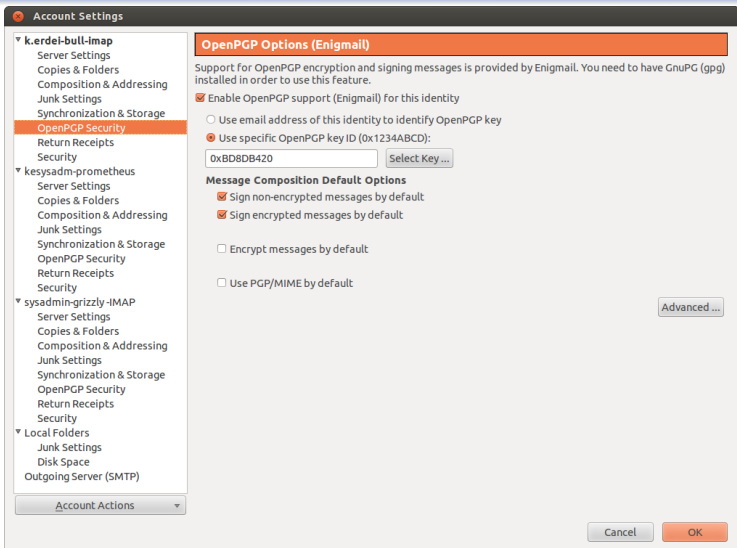 Account Settings
k.erdei-bull-imap
Server Settings
Copies & Folders
Composition & Addressing
Junk Settings
Synchronization & Storage
OpenPGP Security
Return Receipts
Security
kesysadm-prometheus
Server Settings
Copies & Folders
Composition & Addressing
Junk Settings
Synchronization & Storage
OpenPGP Security
Return Receipts
Security
sysadmin-grizzly -IMAP
Server Settings
Copies & Folders
Composition & Addressing
Junk Settings
Synchronization & Storage
OpenPGP Security
Return Receipts
Security
Local Folders
Junk Settings
Disk Space
Outgoing Server (SMTP)
Account Actions
OpenPGP Options (Enigmail)
Support for OpenPGP encryption and signing messages is provided by Enigmail. You need to have GnuPG (gpg)
installed in order to use this feature.
Enable OpenPGP support (Enigmail) for this identity
Use email address of this identity to identify OpenPGP key
Use specific OpenPGP key ID (0x1234ABCD):
0xBD8DB420
Select Key ...
Message Composition Default Options
Sign non-encrypted messages by default
Sign encrypted messages by default
Encrypt messages by default
Use PGP/MIME by default
Advanced ...
Cancel
OK